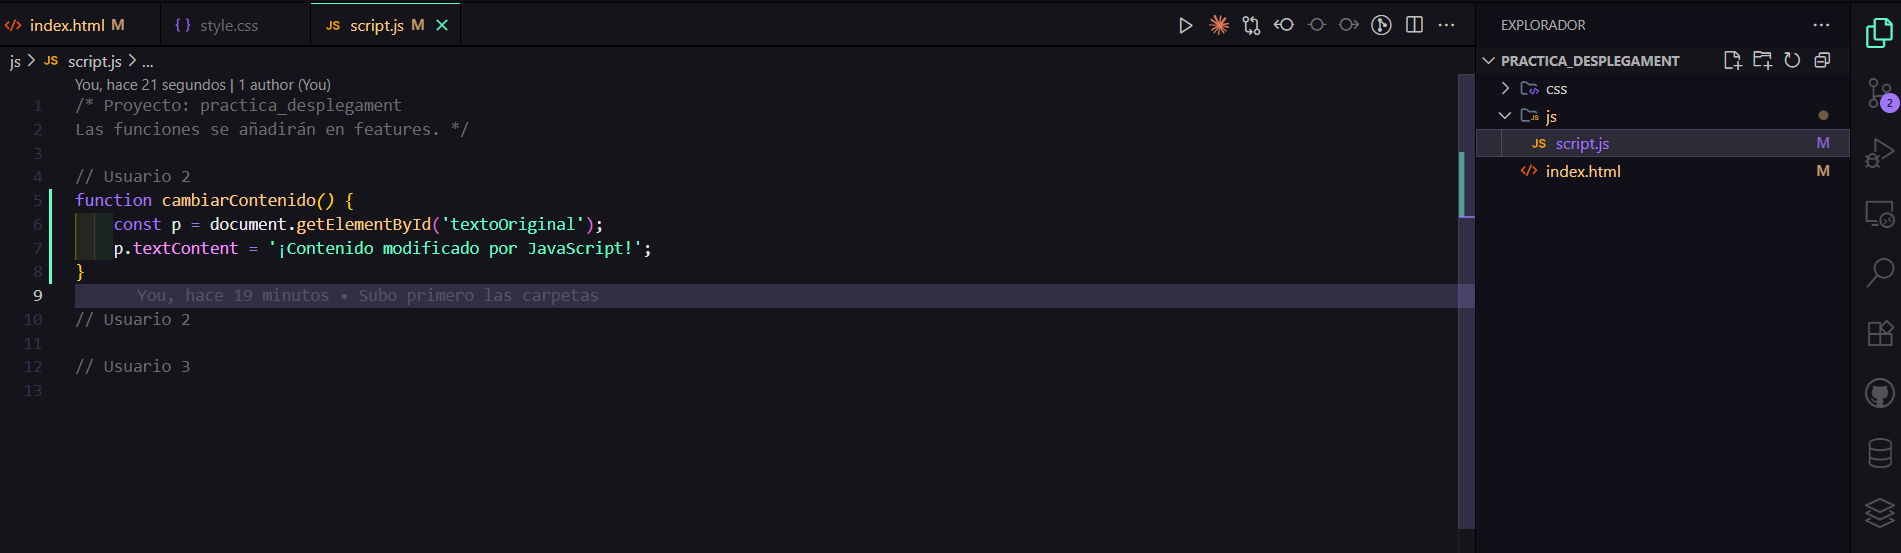 index.html M
style.css
JS script.js M
EXPLORADOR
js > JS script.js > ...
PRACTICA_DESPLEGAMENT
You, hace 21 segundos | 1 author (You)
css
1 /* Proyecto: practica_desplegament
js
2 Las funciones se añadirán en features. */
JS script.js M
3
index.html M
4 // Usuario 2
5 function cambiarContenido() {
6 const p = document.getElementById('textoOriginal');
7 p.textContent = '¡Contenido modificado por JavaScript!';
8 }
9 You, hace 19 minutos • Subo primero las carpetas
10 // Usuario 2
11
12 // Usuario 3
13
2